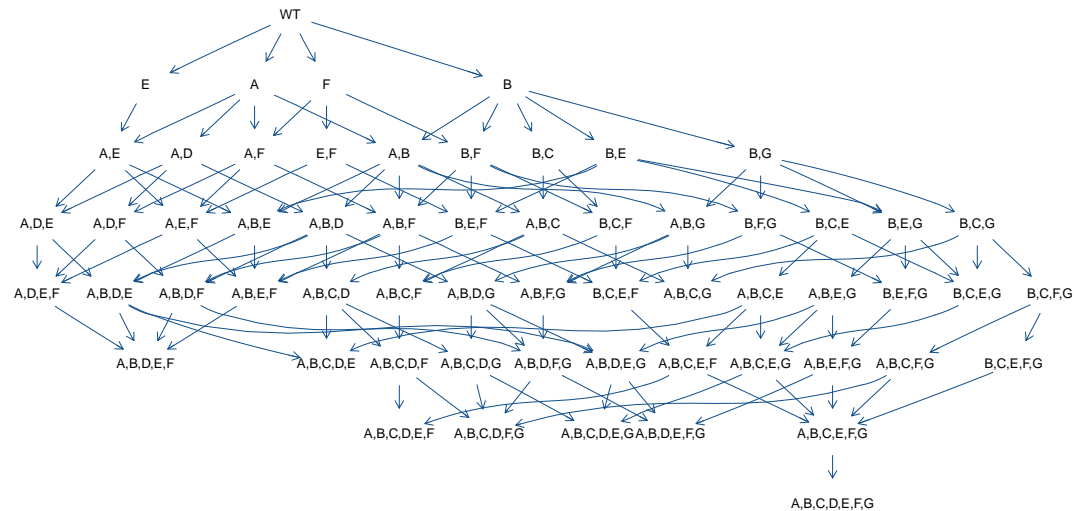 WT
E A F B
A,E A,D A,F E,F A,B B,F B,C B,E B,G
A,D,E A,D,F A,E,F A,B,E A,B,D A,B,F B,E,F A,B,C B,C,F A,B,G B,F,G B,C,E B,E,G B,C,G
A,D,E,F A,B,D,E A,B,D,F A,B,E,F A,B,C,D A,B,C,F A,B,D,G A,B,F,G B,C,E,F A,B,C,G A,B,C,E A,B,E,G B,E,F,G B,C,E,G B,C,F,G
A,B,D,E,F A,B,C,D,E A,B,C,D,F A,B,C,D,G A,B,D,F,G A,B,D,E,G A,B,C,E,F A,B,C,E,G A,B,E,F,G A,B,C,F,G B,C,E,F,G
A,B,C,D,E,F A,B,C,D,F,G A,B,C,D,E,G A,B,D,E,F,G A,B,C,E,F,G
A,B,C,D,E,F,G